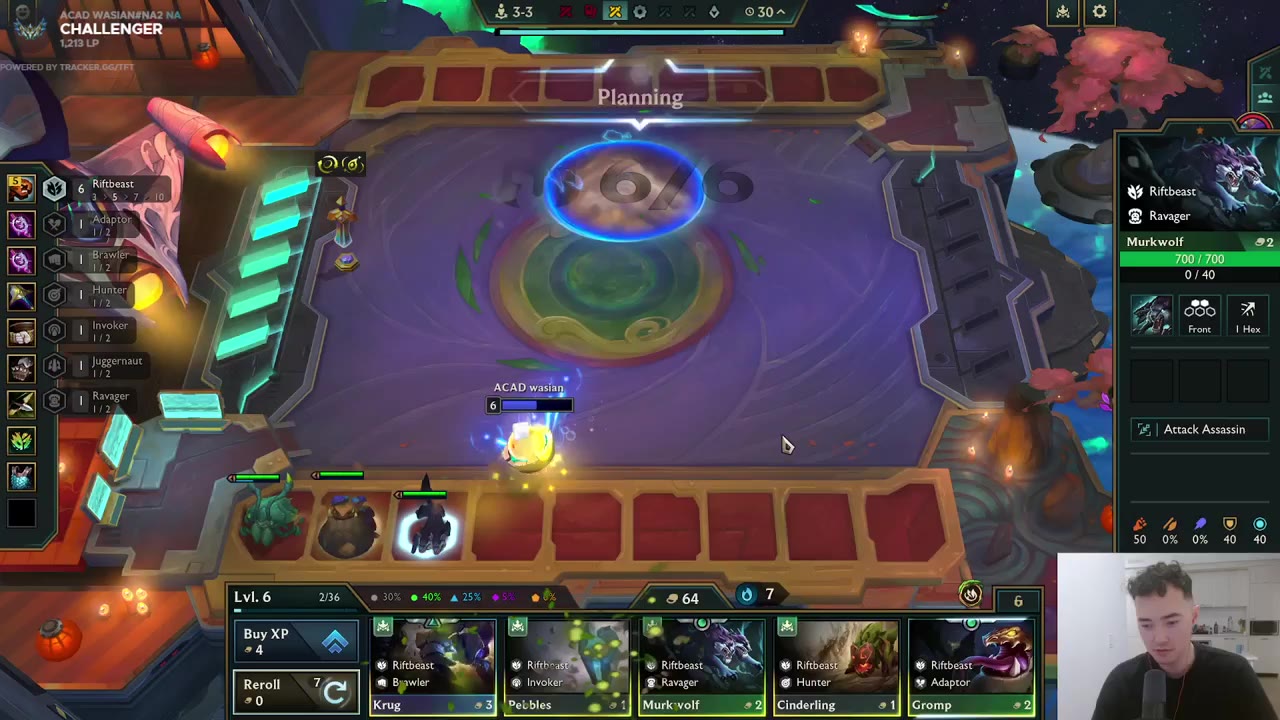 ACAD WASIAN#NA2 NA
CHALLENGER
1,213 LP
POWERED BY TRACKER.GG/TFT
3-3
30
Planning
6/6
6 Riftbeast
3 > 5 > 7 > 10
1 Adaptor
1 / 2
1 Brawler
1 / 2
1 Hunter
1 / 2
1 Invoker
1 / 2
1 Juggernaut
1 / 2
1 Ravager
1 / 2
ACAD wasian
6
Riftbeast
Ravager
Murkwolf 2
700 / 700
0 / 40
Front
1 Hex
Attack Assassin
50 0% 0% 40 40
Lvl. 6 2/36 30% 40% 25% 5% 0% 64 7 6
Buy XP
4
Reroll 7
0
Riftbeast
Brawler
Krug 3
Riftbeast
Invoker
Pebbles 1
Riftbeast
Ravager
Murkwolf 2
Riftbeast
Hunter
Cinderling 1
Riftbeast
Adaptor
Gromp 2